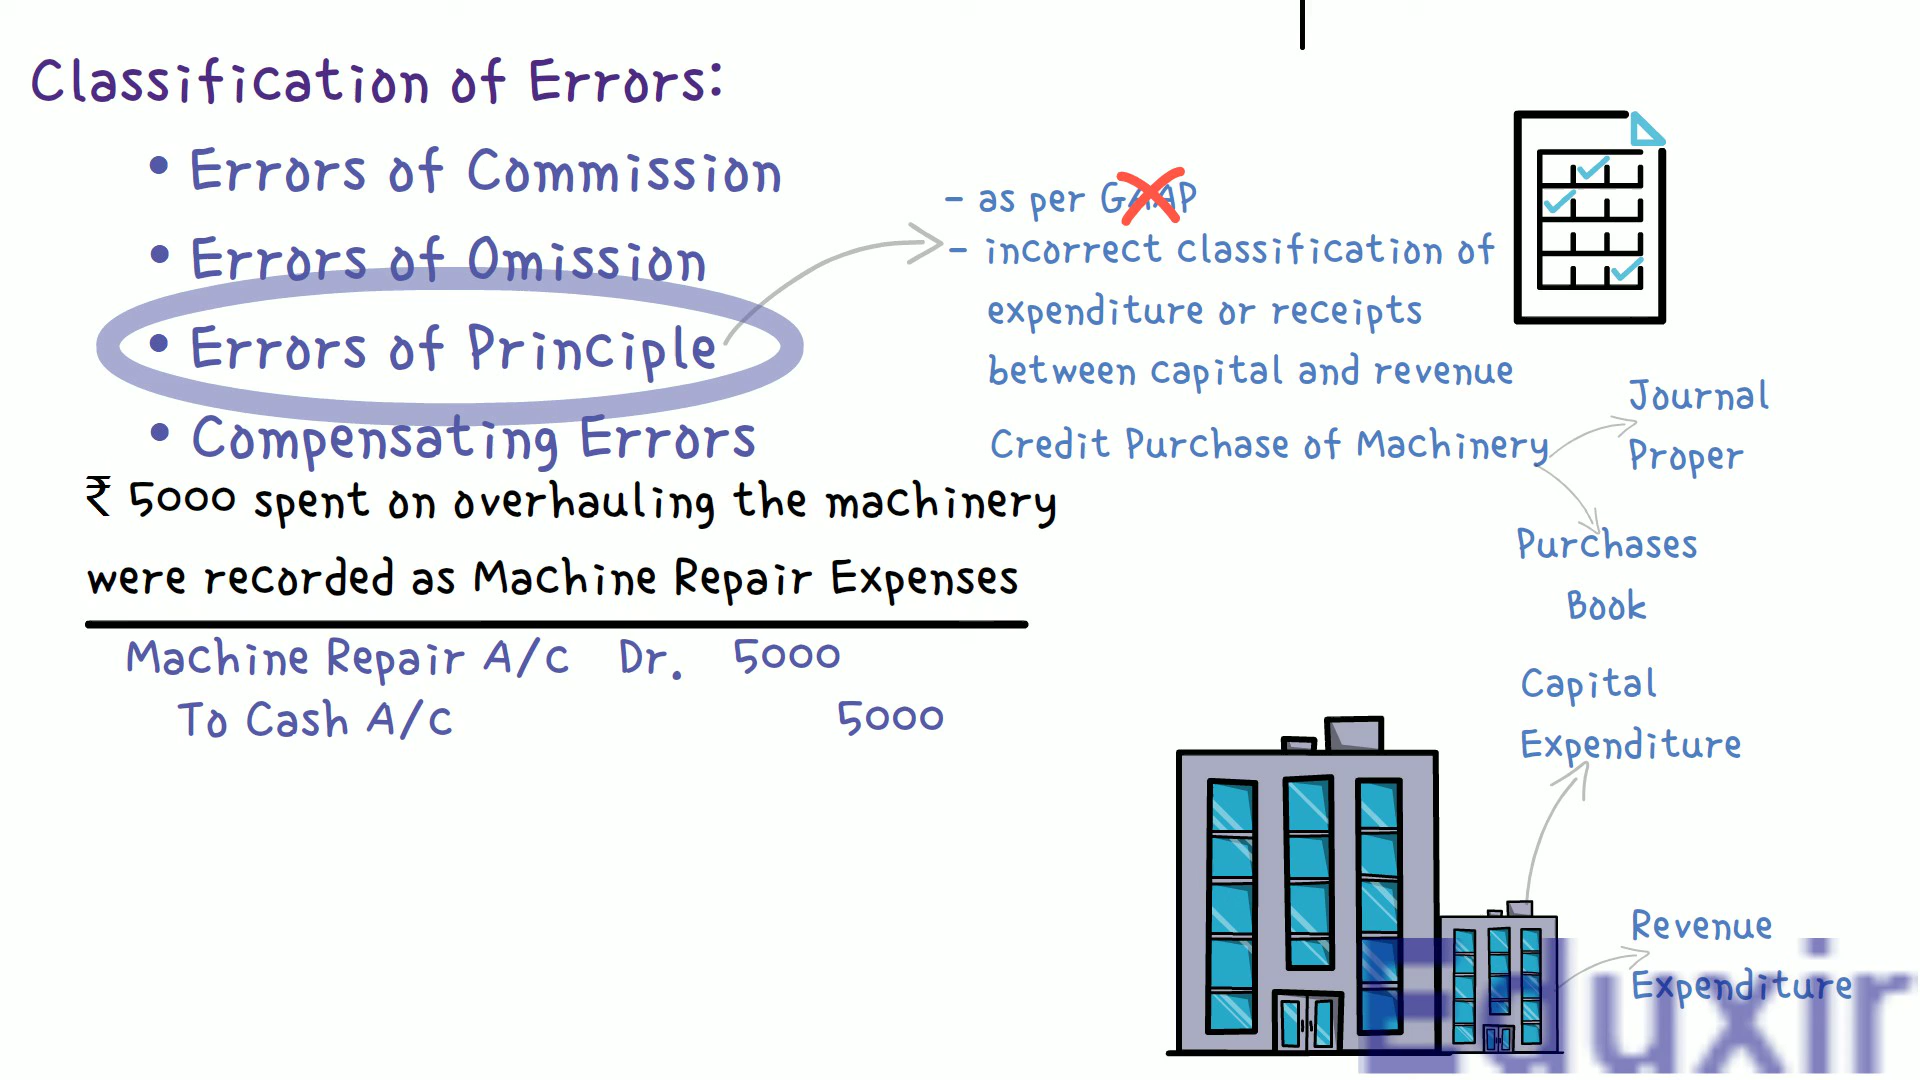 Classification of Errors:
• Errors of Commission
• Errors of Omission
• Errors of Principle
• Compensating Errors
- as per GAAP
- incorrect classification of
expenditure or receipts
between capital and revenue
Credit Purchase of Machinery
Journal
Proper
Purchases
Book
₹ 5000 spent on overhauling the machinery
were recorded as Machine Repair Expenses
Machine Repair A/c Dr. 5000
To Cash A/c 5000
Capital
Expenditure
Revenue
Expenditure
Eduxir